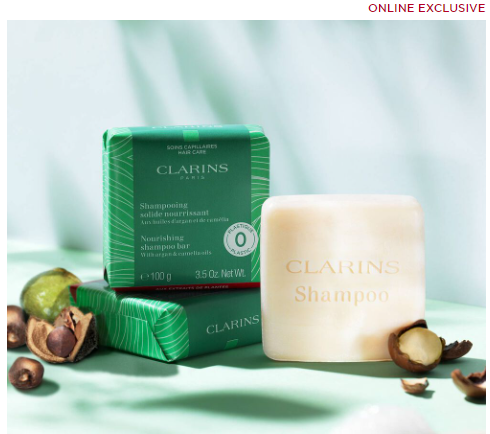 ONLINE EXCLUSIVE
SOINS CAPILLAIRES
HAIR CARE
CLARINS
PARIS
Shampooing
solide nourrissant
Aux huiles d'argan et de camélia
Nourishing
shampoo bar
With argan & camellia oils
PLASTIQUE
0
PLASTIC
e 100 g 3.5 Oz. Net Wt.
CLARINS
CLARINS
Shampoo